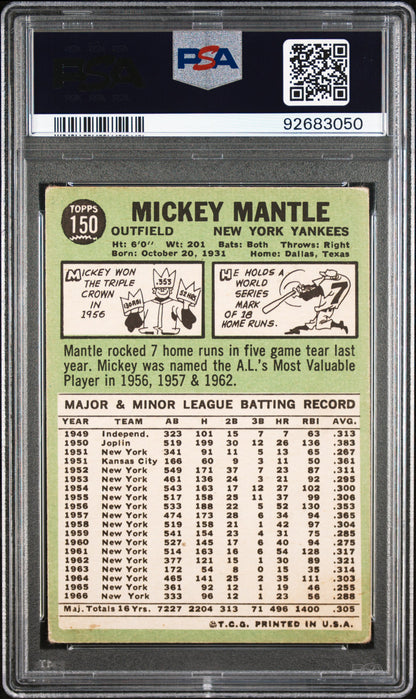 PSA
PSA
92683050
TOPPS
150
MICKEY MANTLE
OUTFIELD NEW YORK YANKEES
Ht: 6'0" Wt: 201 Bats: Both Throws: Right
Born: October 20, 1931 Home: Dallas, Texas
MICKEY WON
THE TRIPLE
CROWN IN
1956
130 RBI
.353
52 HRS
HE HOLDS A
WORLD
SERIES
MARK
OF 18
HOME RUNS.
7
Mantle rocked 7 home runs in five game tear last
year. Mickey was named the A.L.'s Most Valuable
Player in 1956, 1957 & 1962.
MAJOR & MINOR LEAGUE BATTING RECORD
YEAR TEAM AB H 2B 3B HR RBI AVG.
1949 Independ. 323 101 15 7 7 63 .313
1950 Joplin 519 199 30 12 26 136 .383
1951 New York 341 91 11 5 13 65 .267
1951 Kansas City 166 60 9 3 11 50 .361
1952 New York 549 171 37 7 23 87 .311
1953 New York 461 136 24 3 21 92 .295
1954 New York 543 163 17 12 27 102 .300
1955 New York 517 158 25 11 37 99 .306
1956 New York 533 188 22 5 52 130 .353
1957 New York 474 173 28 6 34 94 .365
1958 New York 519 158 21 1 42 97 .304
1959 New York 541 154 23 4 31 75 .285
1960 New York 527 145 17 6 40 94 .275
1961 New York 514 163 16 6 54 128 .317
1962 New York 377 121 15 1 30 89 .321
1963 New York 172 54 8 0 15 35 .314
1964 New York 465 141 25 2 35 111 .303
1965 New York 361 92 12 1 19 46 .255
1966 New York 333 96 12 1 23 56 .288
Maj. Totals 16 Yrs. 7227 2204 313 71 496 1400 .305
© T.C.G. PRINTED IN U.S.A.